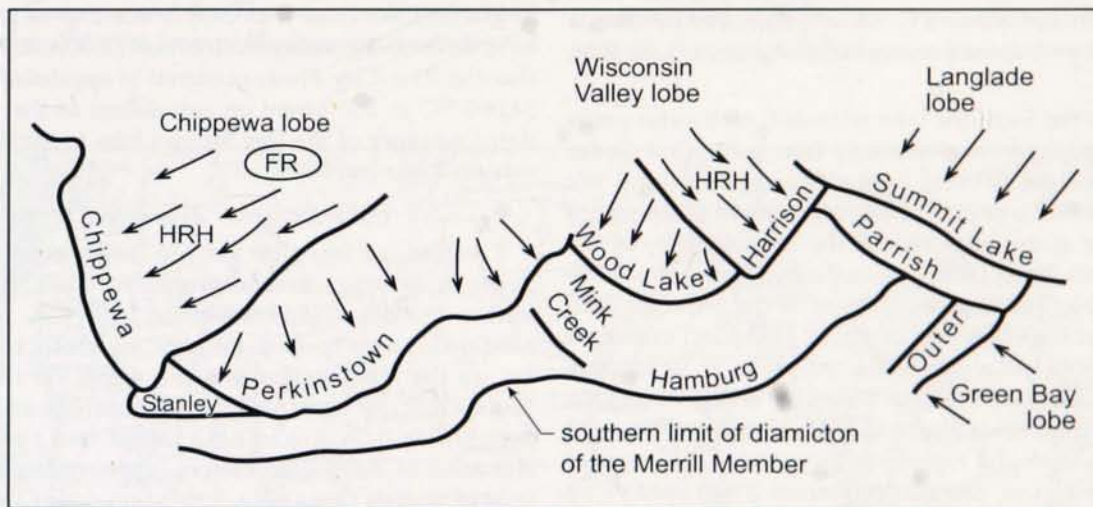 Wisconsin
Valley lobe
Langlade
lobe
Chippewa lobe
FR
HRH
HRH
Chippewa
Wood Lake
Harrison
Summit Lake
Parrish
Mink
Creek
Perkinstown
Stanley
Hamburg
Outer
Green Bay
lobe
southern limit of diamicton
of the Merrill Member